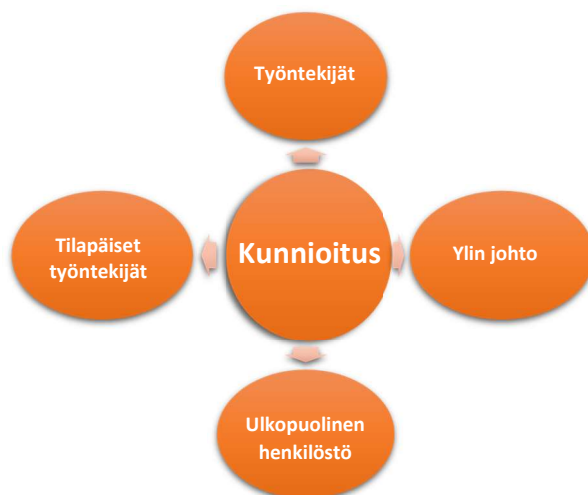 Työntekijät
Tilapäiset
työntekijät
Kunnioitus
Ylin johto
Ulkopuolinen
henkilöstö